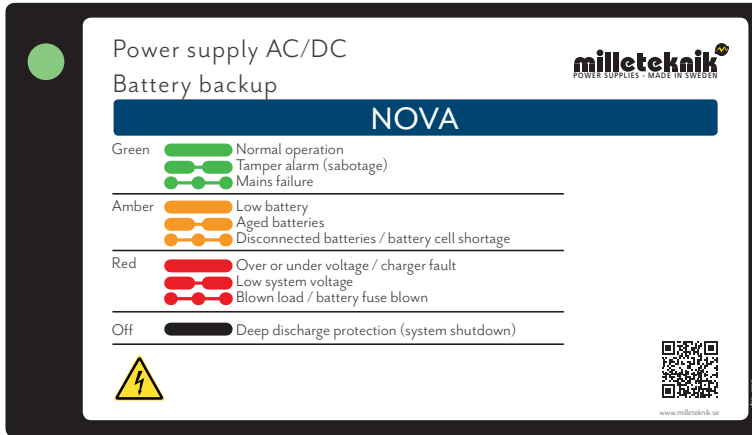 Power supply AC/DC
Battery backup
milleteknik
POWER SUPPLIES - MADE IN SWEDEN
NOVA
Green
Normal operation
Tamper alarm (sabotage)
Mains failure
Amber
Low battery
Aged batteries
Disconnected batteries / battery cell shortage
Red
Over or under voltage / charger fault
Low system voltage
Blown load / battery fuse blown
Off
Deep discharge protection (system shutdown)
www.milleteknik.se